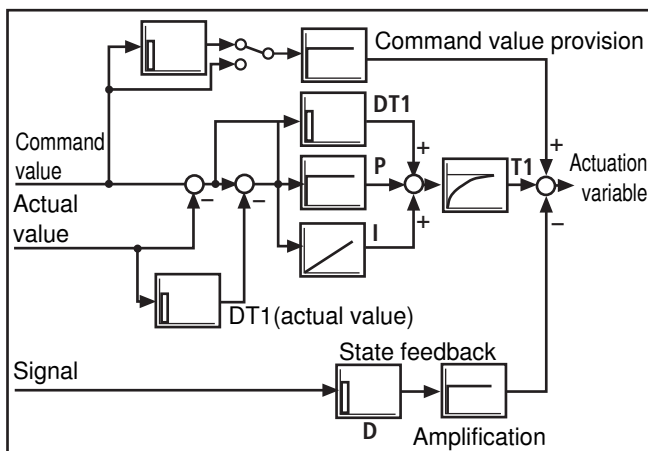 Command value provision
DT1
+
Command
value
P
+
T1
Actuation
variable
Actual
value
−
−
I
+
−
DT1(actual value)
State feedback
Signal
D
Amplification